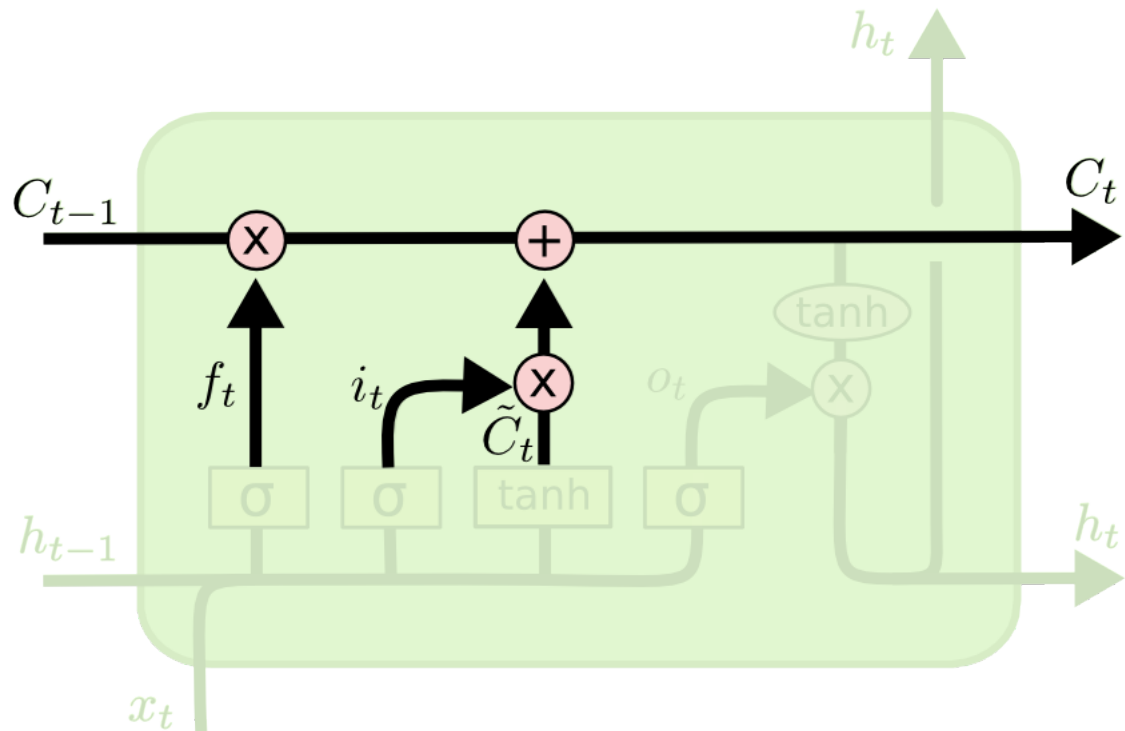 h_t
C_{t-1}
C_t
x
+
tanh
f_t
i_t
x
o_t
x
C̃_t
σ
σ
tanh
σ
h_{t-1}
h_t
x_t